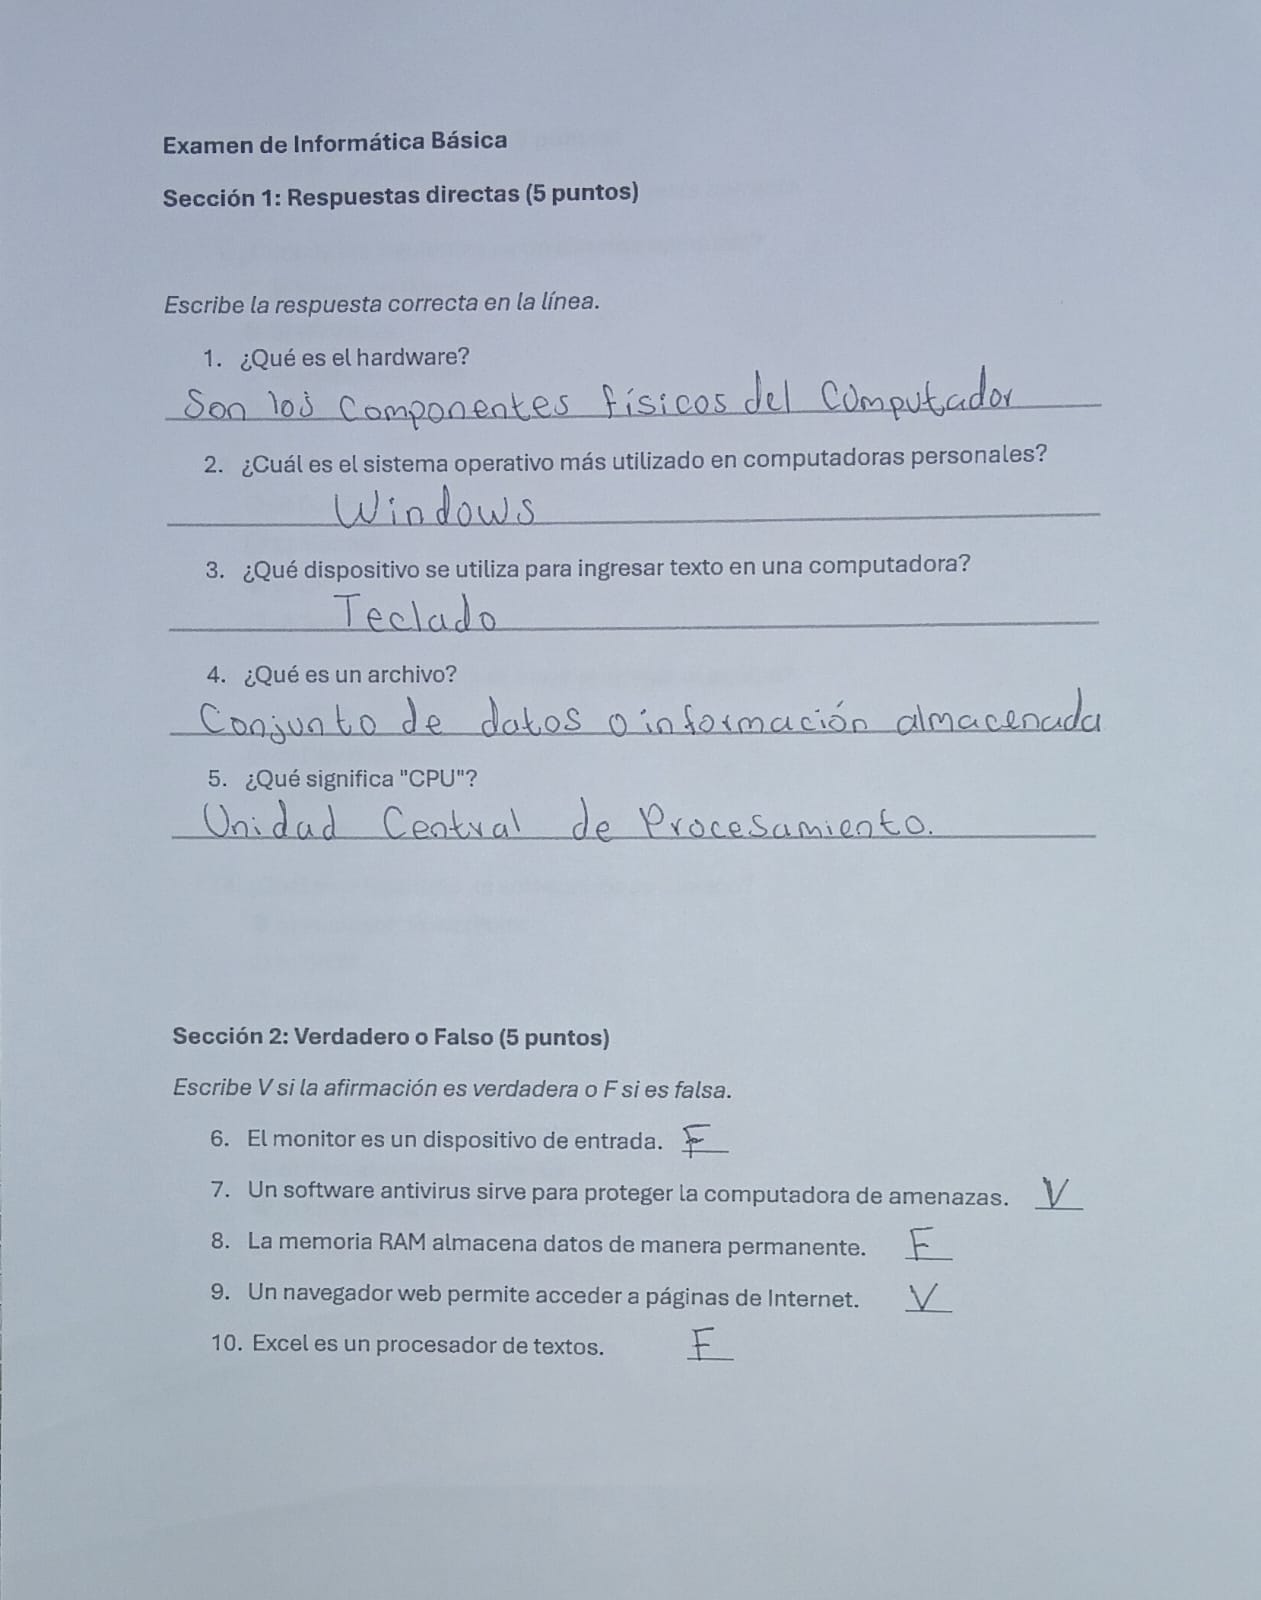 Examen de Informática Básica
Sección 1: Respuestas directas (5 puntos)
Escribe la respuesta correcta en la línea.
1. ¿Qué es el hardware?
Son los componentes físicos del computador
2. ¿Cuál es el sistema operativo más utilizado en computadoras personales?
Windows
3. ¿Qué dispositivo se utiliza para ingresar texto en una computadora?
Teclado
4. ¿Qué es un archivo?
Conjunto de datos o información almacenada
5. ¿Qué significa "CPU"?
Unidad Central de Procesamiento.
Sección 2: Verdadero o Falso (5 puntos)
Escribe V si la afirmación es verdadera o F si es falsa.
6. El monitor es un dispositivo de entrada. F
7. Un software antivirus sirve para proteger la computadora de amenazas. V
8. La memoria RAM almacena datos de manera permanente. F
9. Un navegador web permite acceder a páginas de Internet. V
10. Excel es un procesador de textos. F